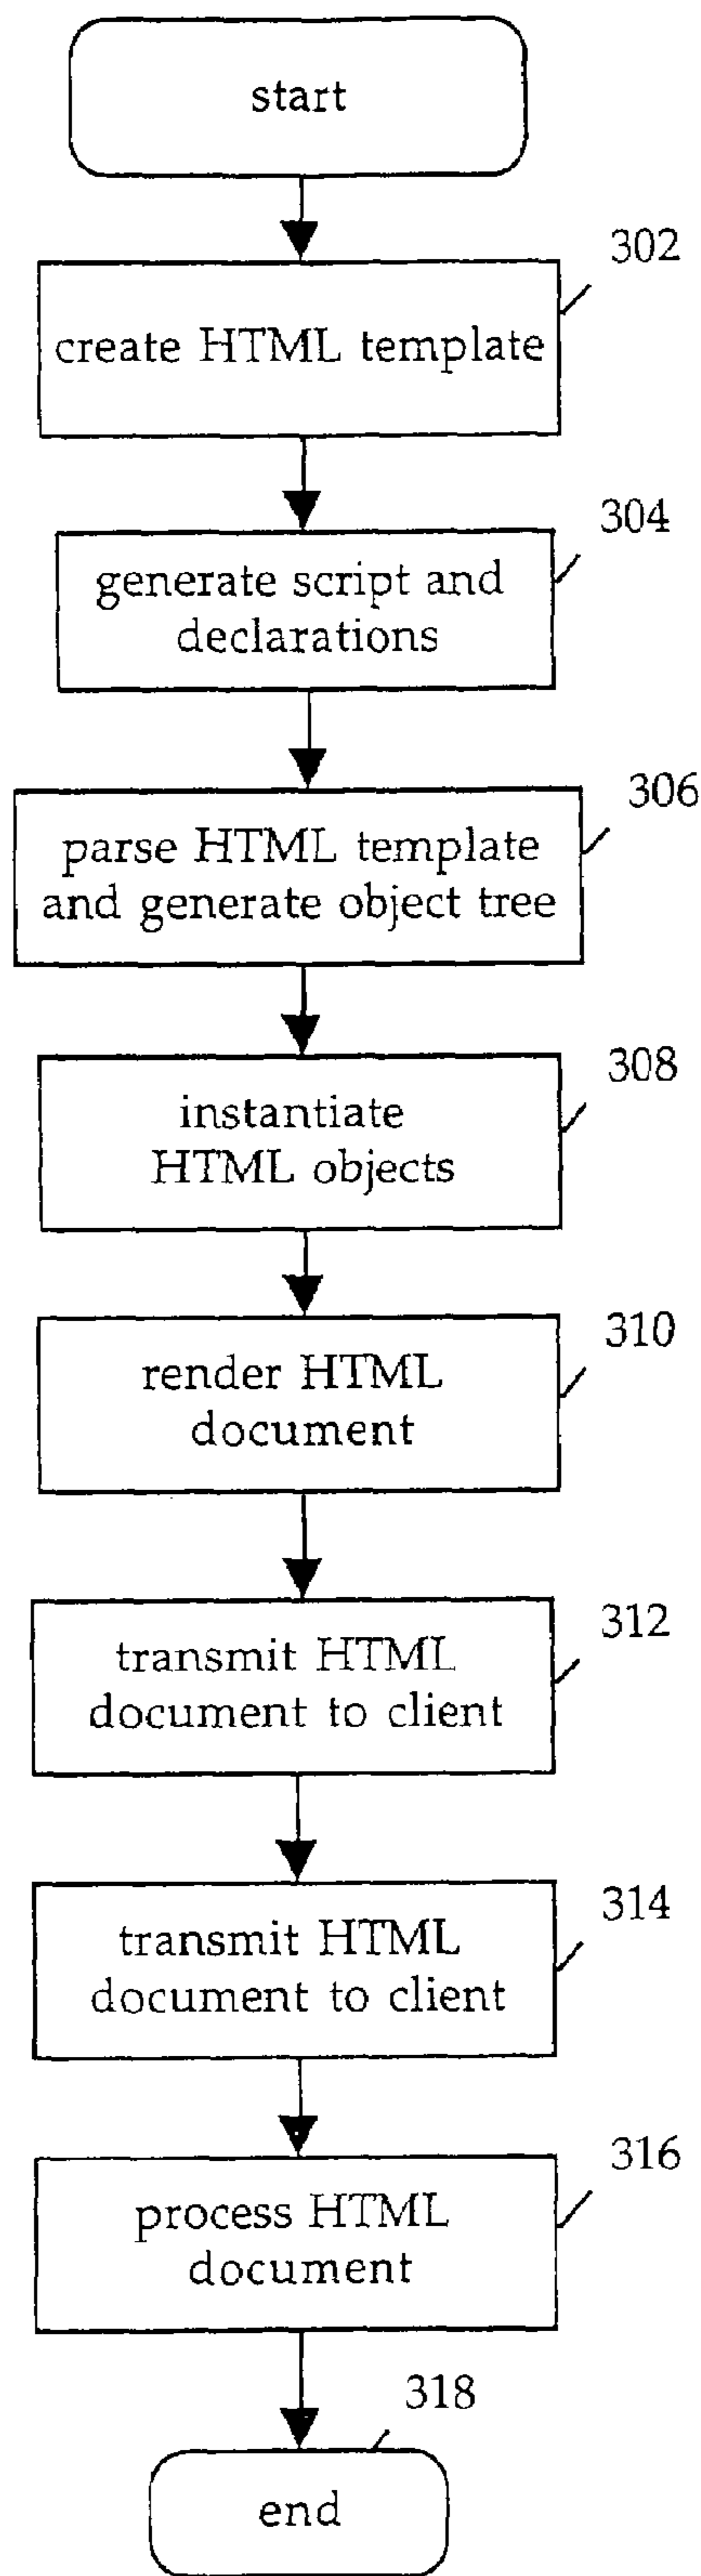 start
302
create HTML template
304
generate script and
declarations
306
parse HTML template
and generate object tree
308
instantiate
HTML objects
310
render HTML
document
312
transmit HTML
document to client
314
transmit HTML
document to client
316
process HTML
document
318
end